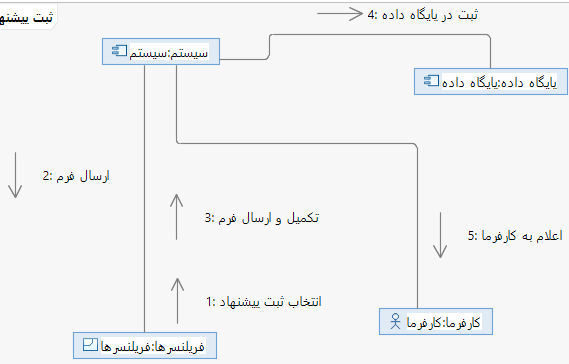 ثبت پیشنها
4: ثبت در پایگاه داده
سیستم:سیستم
پایگاه داده:پایگاه داده
2: ارسال فرم
3: تکمیل و ارسال فرم
5: اعلام به کارفرما
1: انتخاب ثبت پیشنهاد
کارفرما:کارفرما
فریلنسرها:فریلنسرها